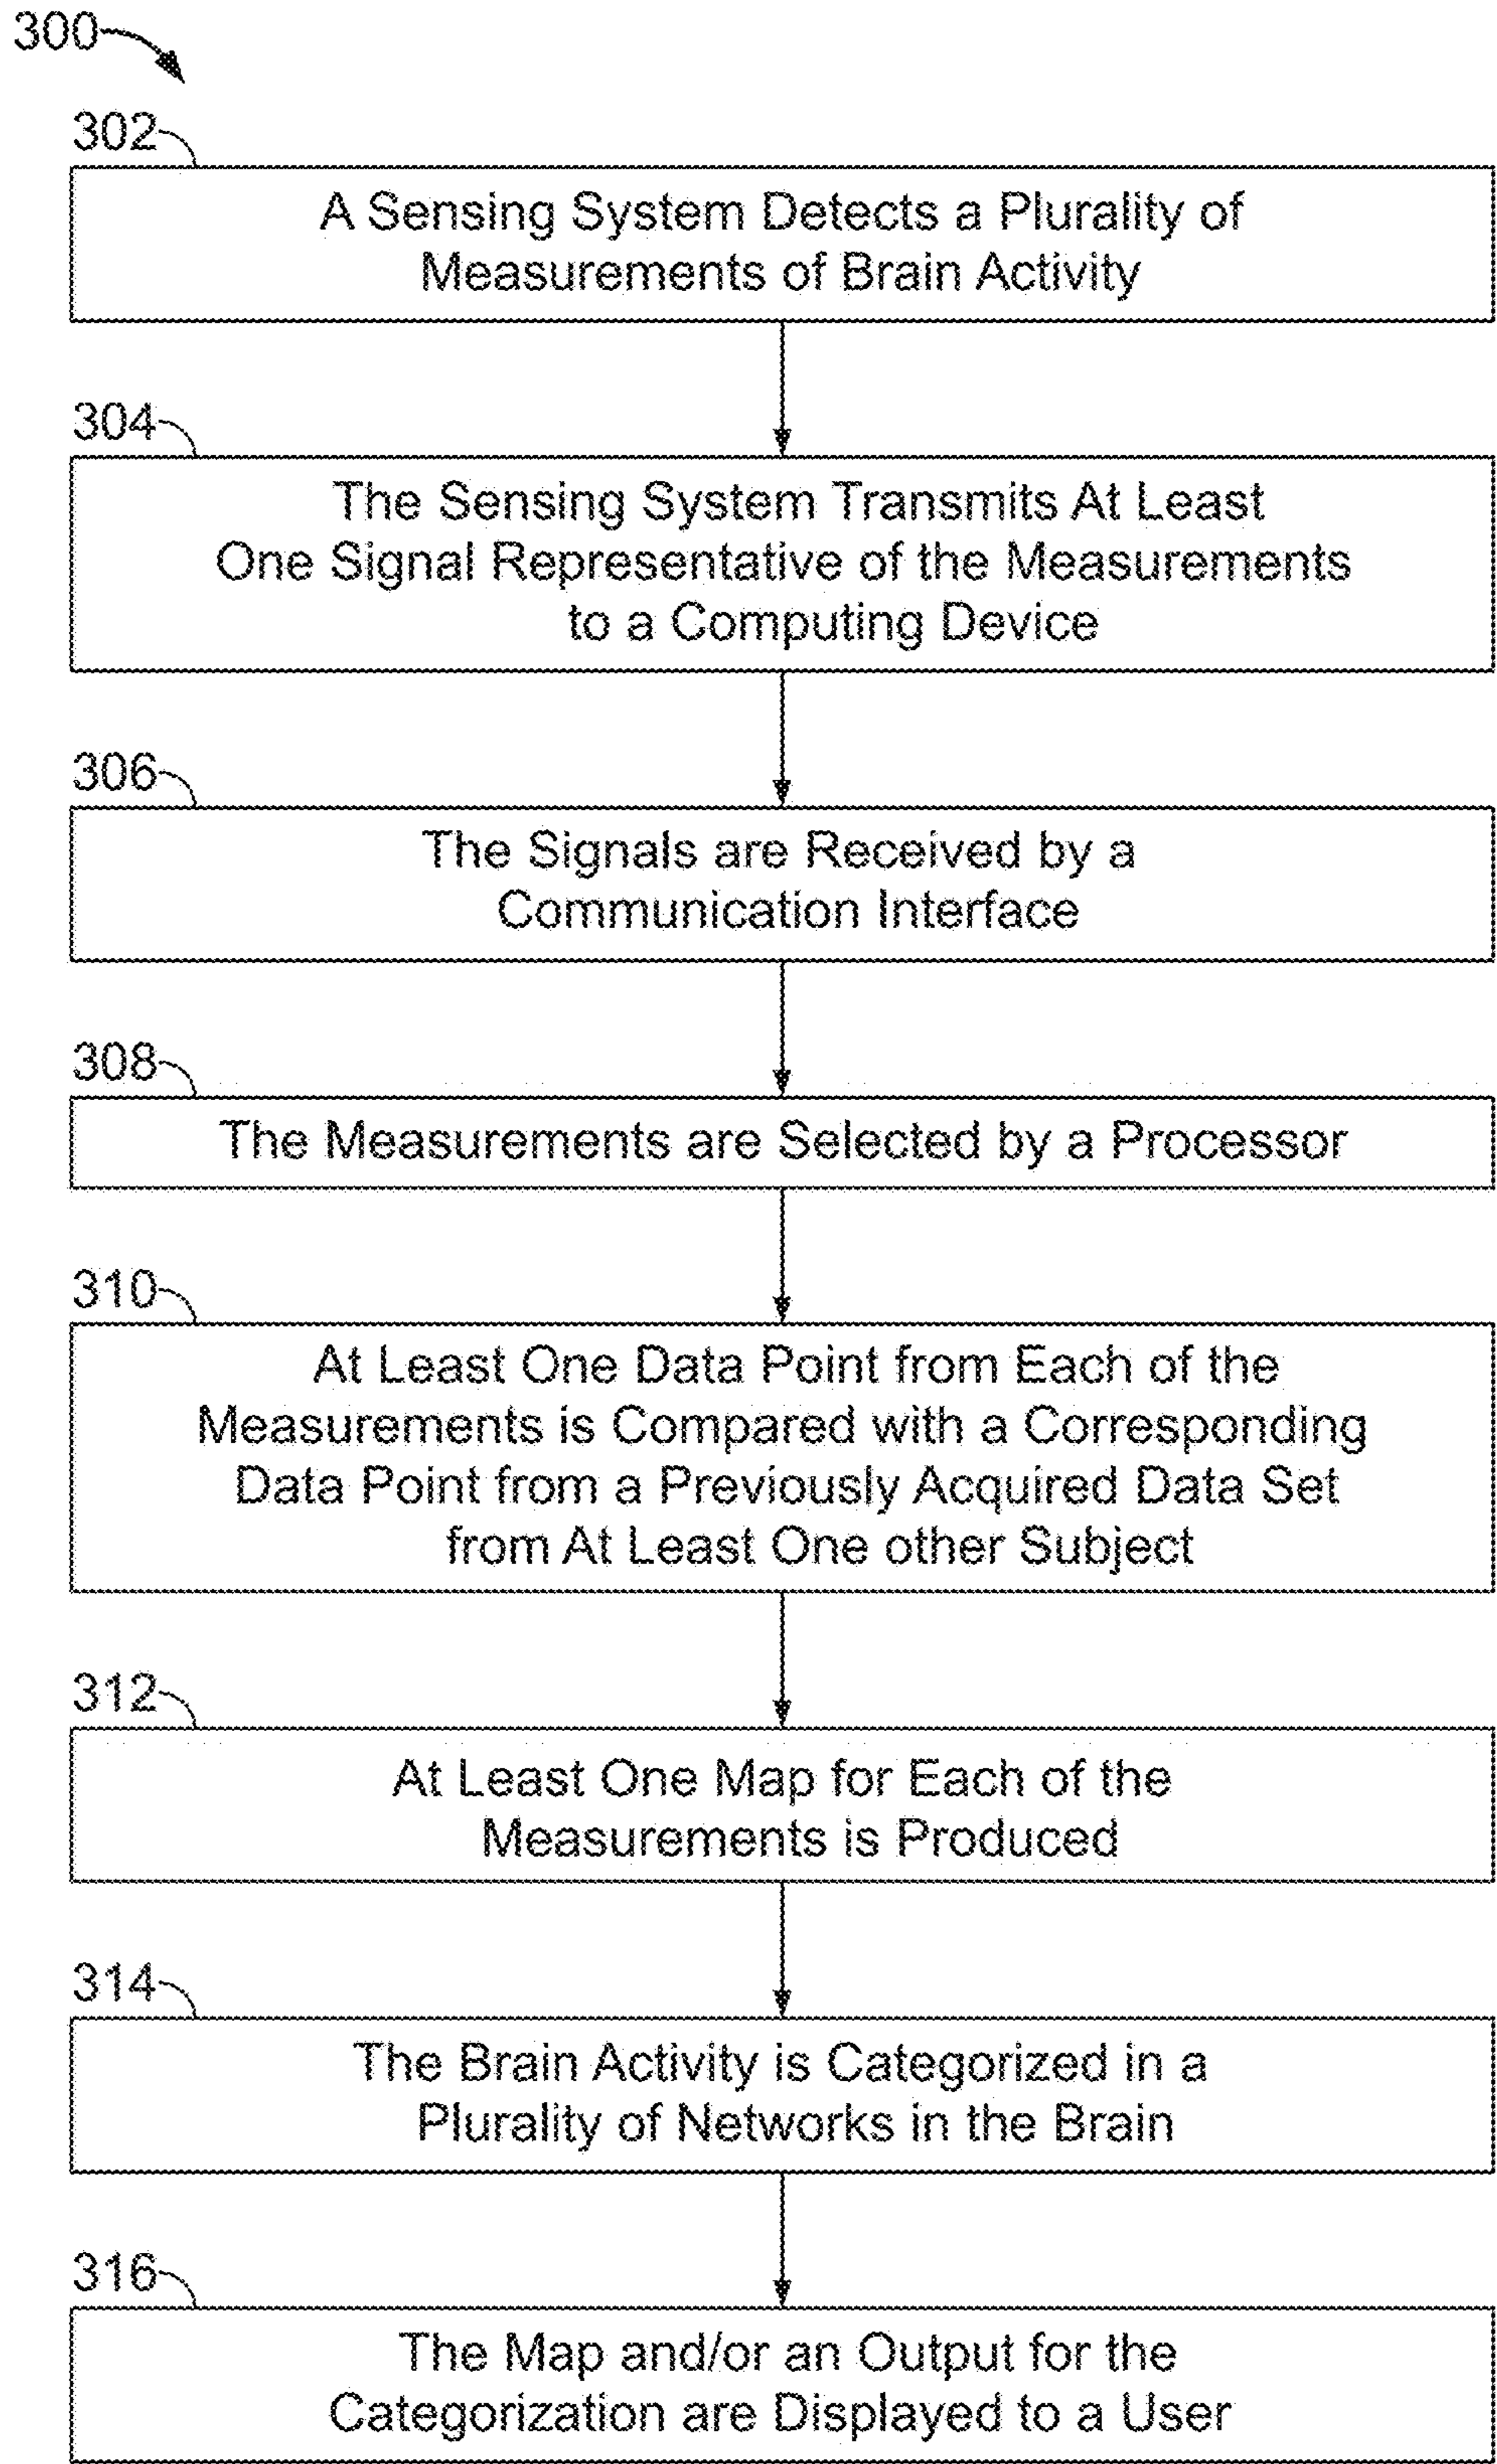 300
302
A Sensing System Detects a Plurality of
Measurements of Brain Activity
304
The Sensing System Transmits At Least
One Signal Representative of the Measurements
to a Computing Device
306
The Signals are Received by a
Communication Interface
308
The Measurements are Selected by a Processor
310
At Least One Data Point from Each of the
Measurements is Compared with a Corresponding
Data Point from a Previously Acquired Data Set
from At Least One other Subject
312
At Least One Map for Each of the
Measurements is Produced
314
The Brain Activity is Categorized in a
Plurality of Networks in the Brain
316
The Map and/or an Output for the
Categorization are Displayed to a User